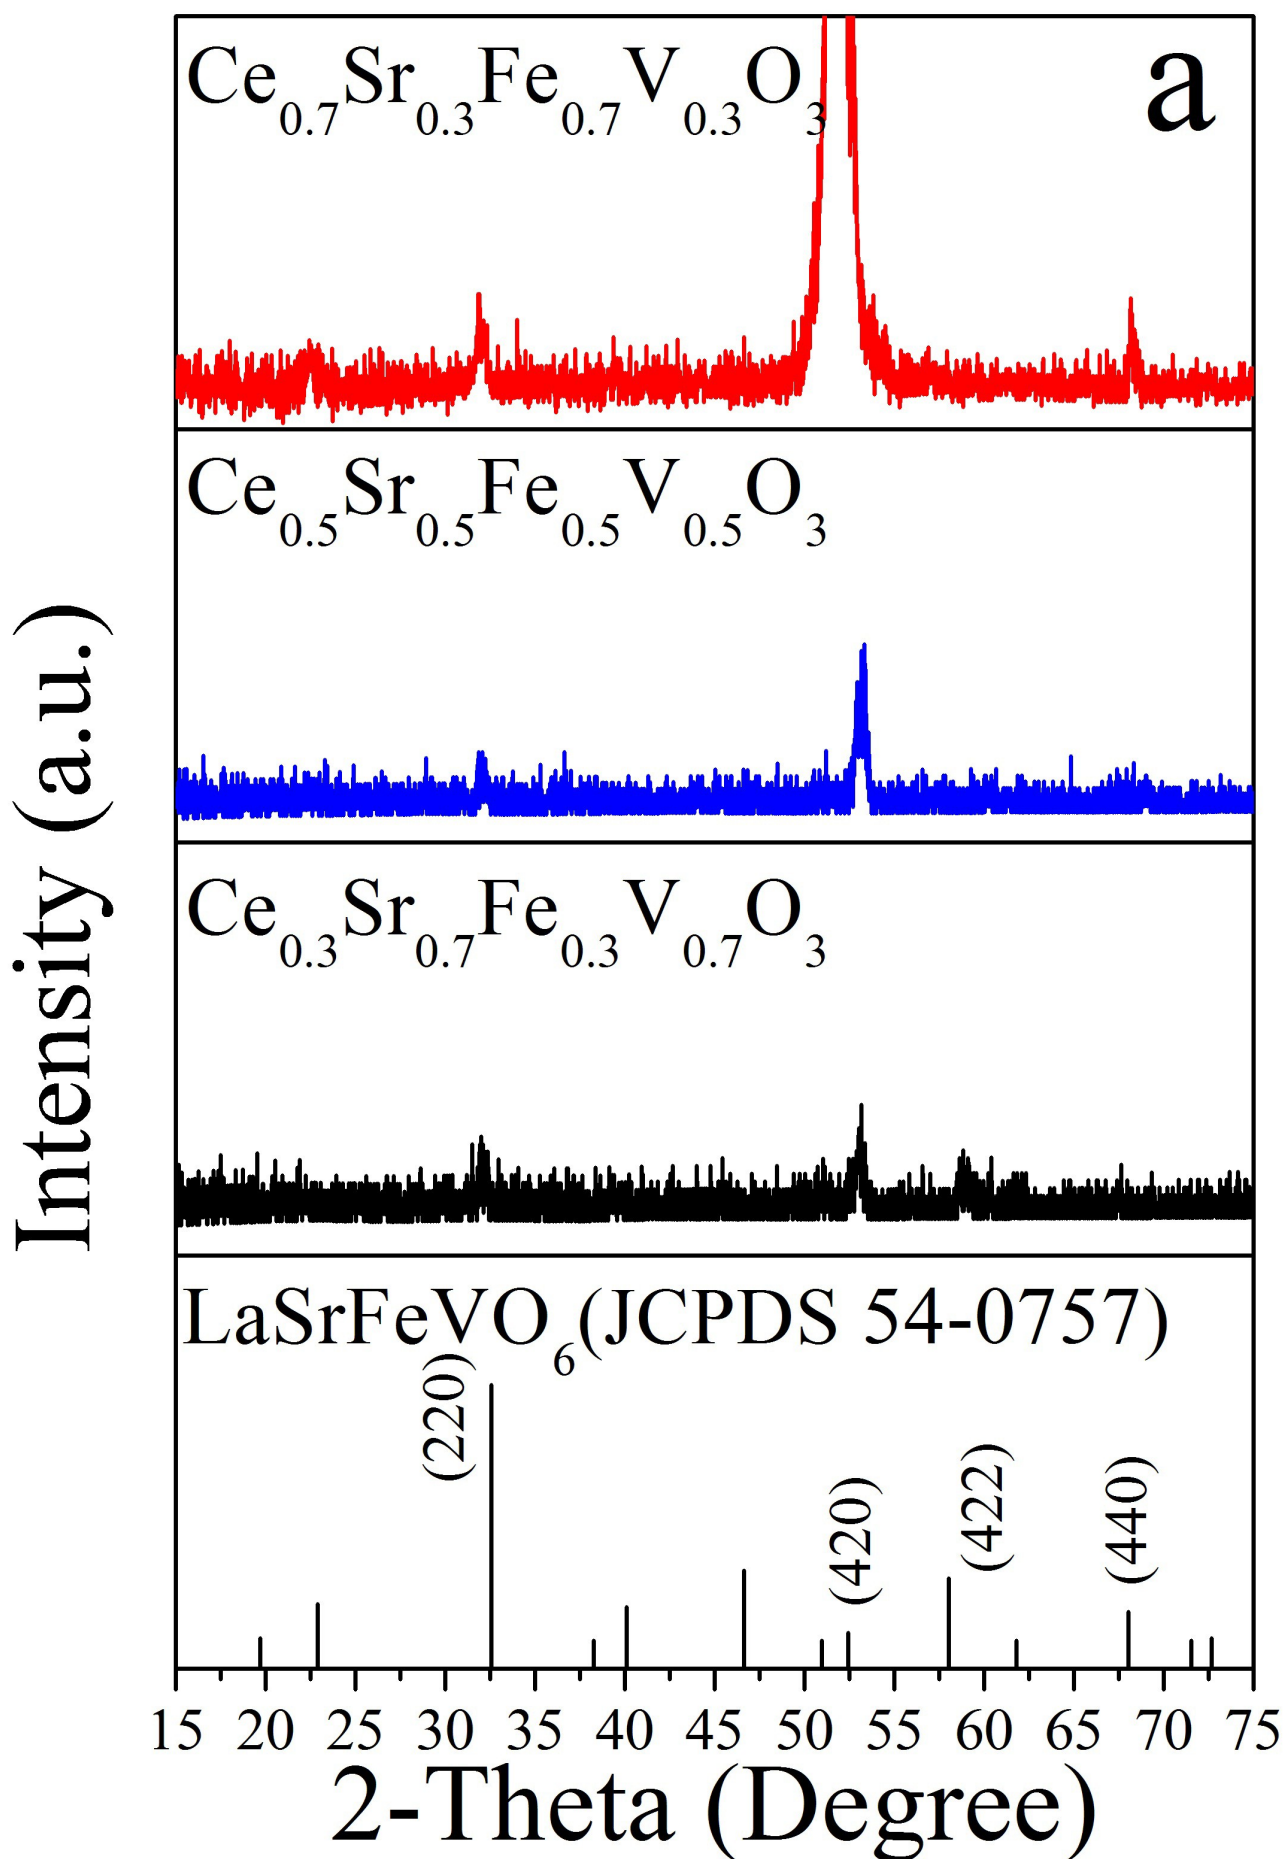 Ce0.7Sr0.3Fe0.7V0.3O3
a
Ce0.5Sr0.5Fe0.5V0.5O3
Ce0.3Sr0.7Fe0.3V0.7O3
LaSrFeVO6(JCPDS 54-0757)
(220)
(420)
(422)
(440)
15 20 25 30 35 40 45 50 55 60 65 70 75
2-Theta (Degree)
Intensity (a.u.)